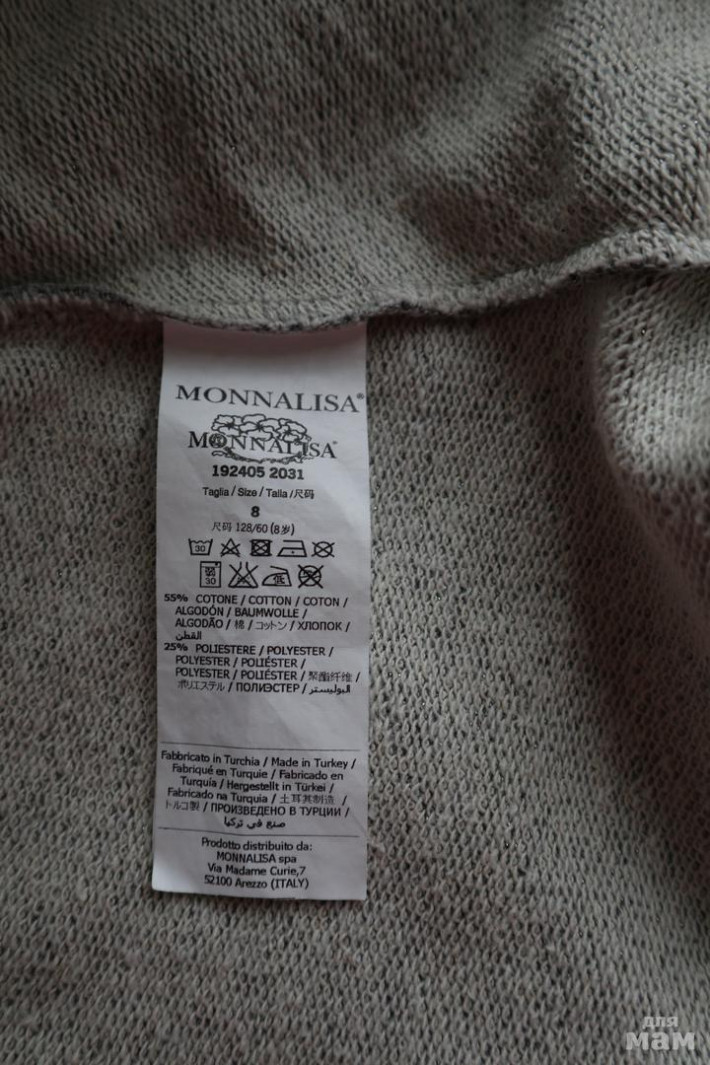 MONNALISA®
MONNALISA®
192405 2031
Taglia / Size / Talla /尺码
8
尺码 128/60 (8岁)
30
30
55% COTONE / COTTON / COTON /
ALGODÓN / BAUMWOLLE /
ALGODÃO / 棉 / コットン / ХЛОПОК /
القطن
25% POLIESTERE / POLYESTER /
POLYESTER / POLIÉSTER /
POLYESTER / POLIÉSTER / 聚酯纤维 /
ポリエステル / ПОЛИЭСТЕР / البوليستر
Fabbricato in Turchia / Made in Turkey /
Fabriqué en Turquie / Fabricado en
Turquía / Hergestellt in Türkei /
Fabricado na Turquia / 土耳其制造 /
トルコ製 / ПРОИЗВЕДЕНО В ТУРЦИИ /
صنع في تركيا
Prodotto distribuito da:
MONNALISA spa
Via Madame Curie,7
52100 Arezzo (ITALY)
для
мам